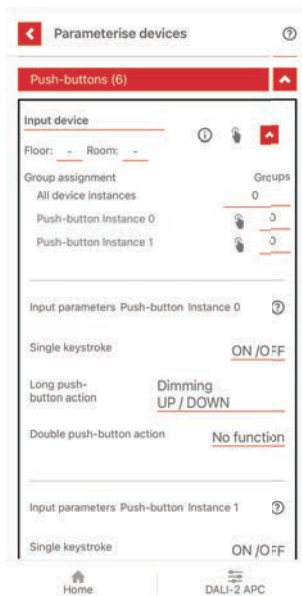 Parameterise devices
Push-buttons (6)
Input device
Floor: - Room: -
Group assignment Groups
All device instances 0
Push-button Instance 0 0
Push-button Instance 1 0
Input parameters Push-button Instance 0
Single keystroke ON /OFF
Long push-
button action Dimming
UP / DOWN
Double push-button action No function
Input parameters Push-button Instance 1
Single keystroke ON /OFF
Home DALI-2 APC